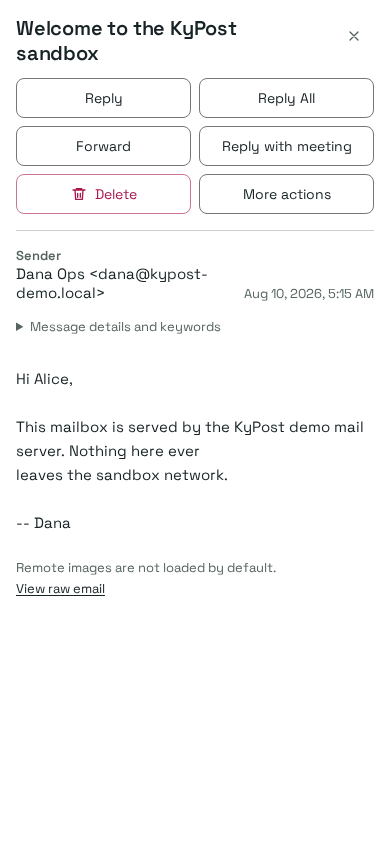 Welcome to the KyPost
sandbox
Reply
Reply All
Forward
Reply with meeting
Delete
More actions
Sender
Dana Ops <dana@kypost-
demo.local>
Aug 10, 2026, 5:15 AM
Message details and keywords
Hi Alice,
This mailbox is served by the KyPost demo mail
server. Nothing here ever
leaves the sandbox network.
-- Dana
Remote images are not loaded by default.
View raw email